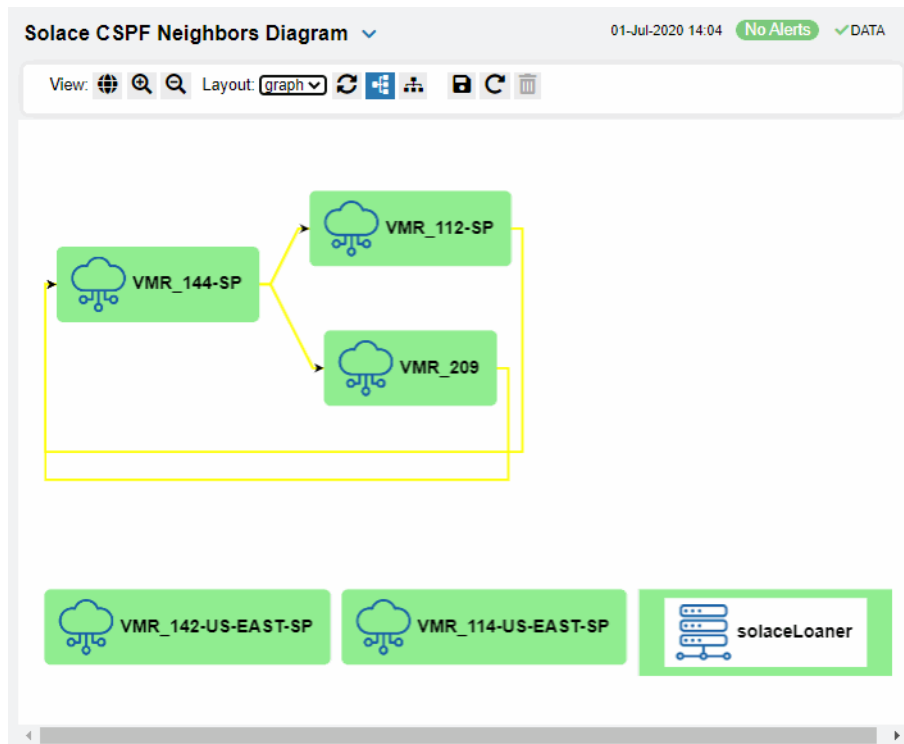 Solace CSPF Neighbors Diagram
01-Jul-2020 14:04 No Alerts DATA
View: Layout: graph
VMR_112-SP
VMR_144-SP
VMR_209
VMR_142-US-EAST-SP
VMR_114-US-EAST-SP
solaceLoaner